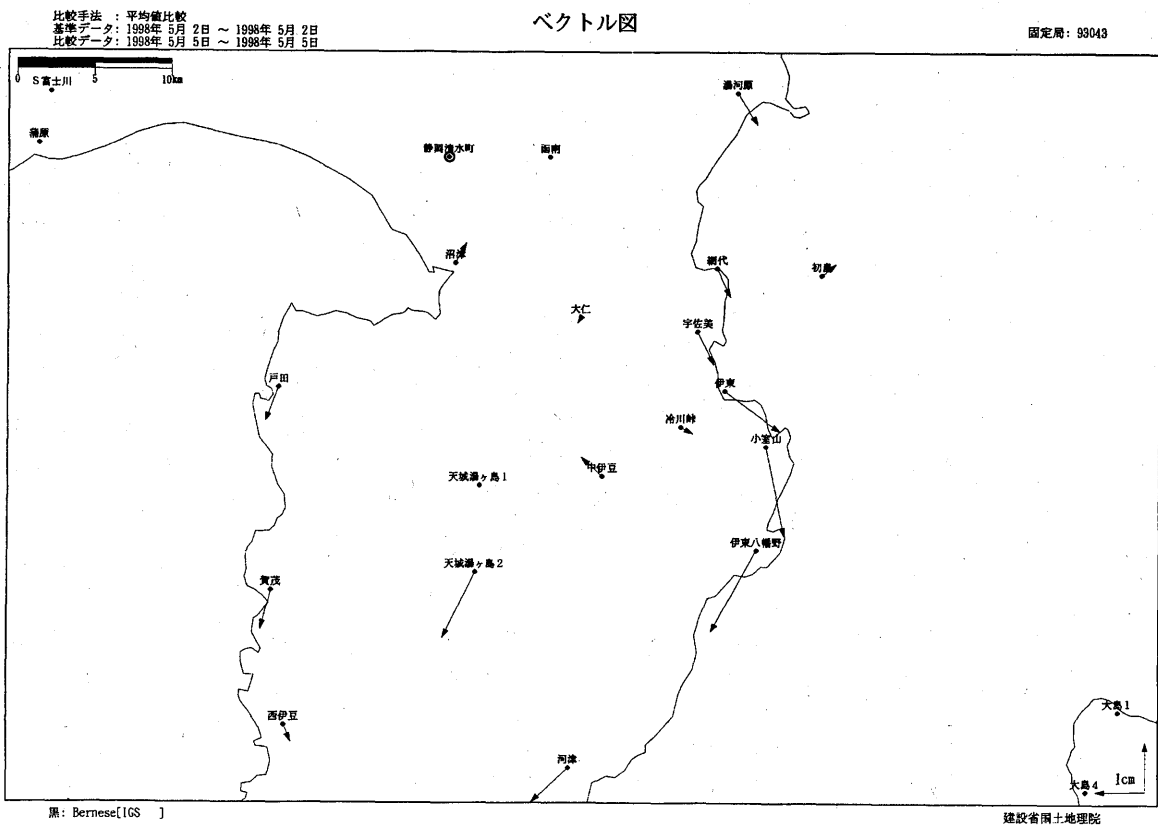 ベクトル図
比較手法 : 平均値比較
基準データ: 1998年 5月 2日 ～ 1998年 5月 2日
比較データ: 1998年 5月 5日 ～ 1998年 5月 5日
固定局: 93043
0 5 10km
S富士川
湯河原
蒲原
静岡清水町
函南
沼津
網代
初島
大仁
宇佐美
戸田
伊東
冷川峠
小室山
中伊豆
天城湯ヶ島1
伊東八幡野
天城湯ヶ島2
賀茂
西伊豆
大島1
河津
1cm
大島4
黒: Bernese[IGS ]
建設省国土地理院